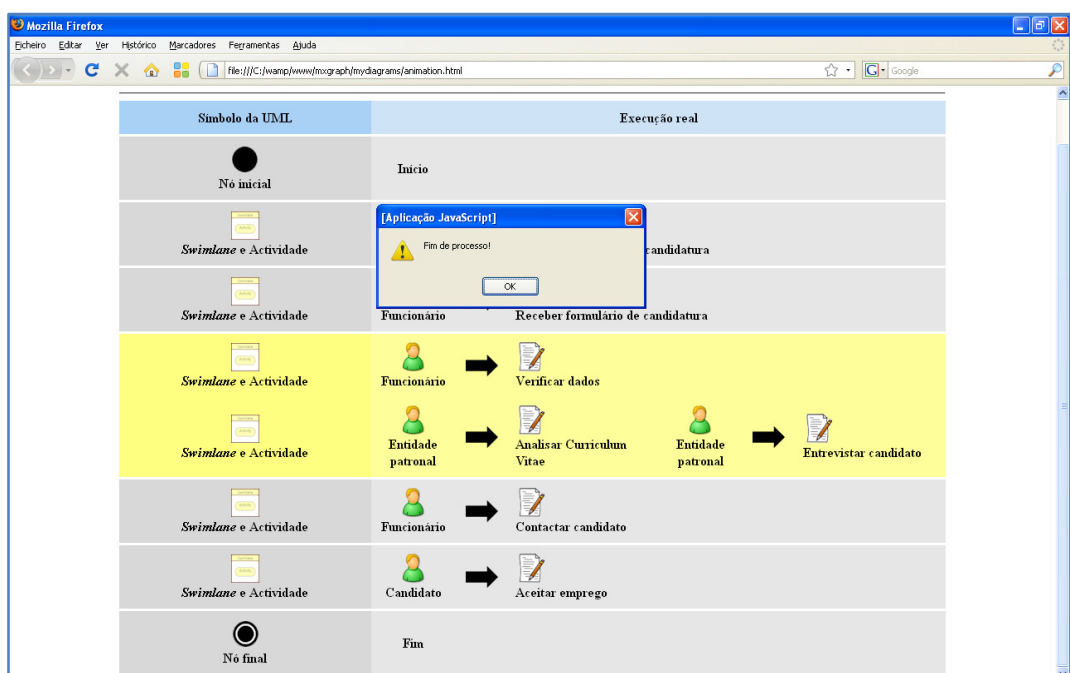 Mozilla Firefox
Ficheiro Editar Ver Histórico Marcadores Ferramentas Ajuda
file:///C:/wamp/www/mxgraph/mydiagrams/animation.html
G Google
Símbolo da UML Execução real
Nó inicial
Início
Swimlane e Actividade
candidatura
[Aplicação JavaScript]
Fim de processo!
OK
Swimlane e Actividade
Funcionário
Receber formulário de candidatura
Swimlane e Actividade
Funcionário
Verificar dados
Swimlane e Actividade
Entidade patronal
Analisar Curriculum Vitae
Entidade patronal
Entrevistar candidato
Swimlane e Actividade
Funcionário
Contactar candidato
Swimlane e Actividade
Candidato
Aceitar emprego
Nó final
Fim